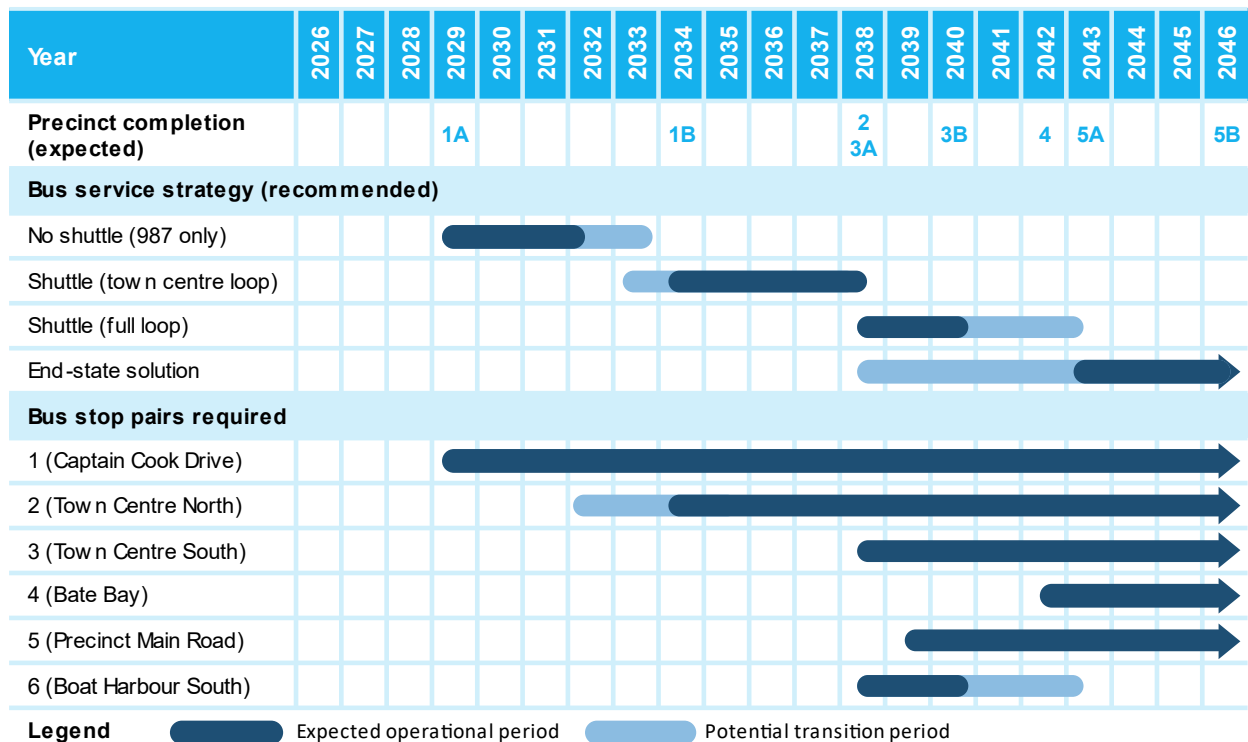 Year 2026 2027 2028 2029 2030 2031 2032 2033 2034 2035 2036 2037 2038 2039 2040 2041 2042 2043 2044 2045 2046
Precinct completion
(expected)
1A 1B 2 3A 3B 4 5A 5B
Bus service strategy (recommended)
No shuttle (987 only)
Shuttle (town centre loop)
Shuttle (full loop)
End-state solution
Bus stop pairs required
1 (Captain Cook Drive)
2 (Town Centre North)
3 (Town Centre South)
4 (Bate Bay)
5 (Precinct Main Road)
6 (Boat Harbour South)
Legend Expected operational period Potential transition period